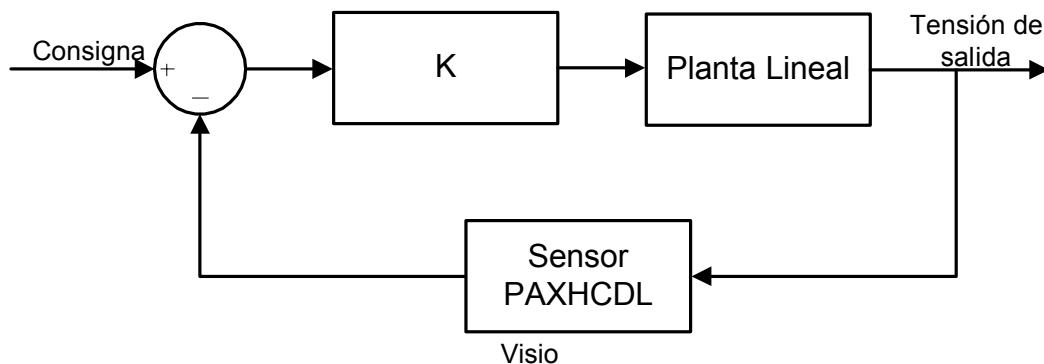 Consigna
+
−
K
Planta Lineal
Tensión de
salida
Sensor
PAXHCDL
Visio